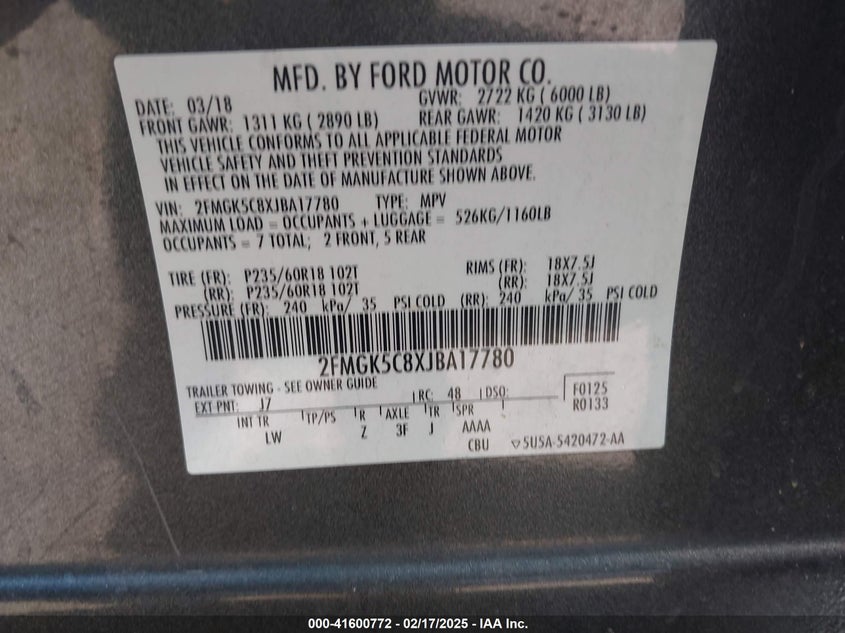 MFD. BY FORD MOTOR CO.
DATE: 03/18 GVWR: 2722 KG ( 6000 LB)
FRONT GAWR: 1311 KG ( 2890 LB) REAR GAWR: 1420 KG ( 3130 LB)
THIS VEHICLE CONFORMS TO ALL APPLICABLE FEDERAL MOTOR
VEHICLE SAFETY AND THEFT PREVENTION STANDARDS
IN EFFECT ON THE DATE OF MANUFACTURE SHOWN ABOVE.
VIN: 2FMGK5C8XJBA17780 TYPE: MPV
MAXIMUM LOAD = OCCUPANTS + LUGGAGE = 526KG/1160LB
OCCUPANTS = 7 TOTAL; 2 FRONT, 5 REAR
TIRE (FR): P235/60R18 102T RIMS (FR): 18X7.5J
(RR): P235/60R18 102T (RR): 18X7.5J
PRESSURE (FR): 240 kPa/ 35 PSI COLD (RR): 240 kPa/ 35 PSI COLD
2FMGK5C8XJBA17780
TRAILER TOWING - SEE OWNER GUIDE
EXT PNT: J7 RC: 48 DSO: F0125
R0133
INT TR TP/PS R AXLE TR SPR
LW Z 3F J AAAA
CBU 5U5A-5420472-AA
000-41600772 - 02/17/2025 - IAA Inc.